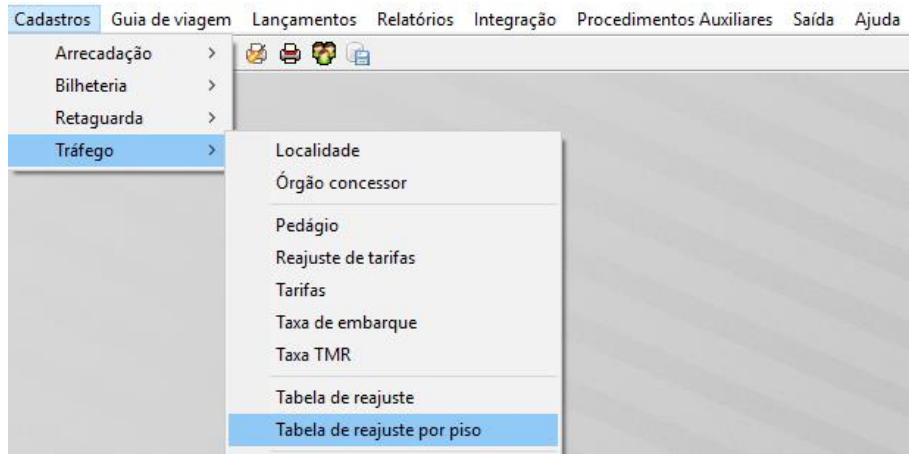 Cadastros Guia de viagem Lançamentos Relatórios Integração Procedimentos Auxiliares Saída Ajuda
Arrecadação >
Bilheteria >
Retaguarda >
Tráfego >
Localidade
Órgão concessor
Pedágio
Reajuste de tarifas
Tarifas
Taxa de embarque
Taxa TMR
Tabela de reajuste
Tabela de reajuste por piso